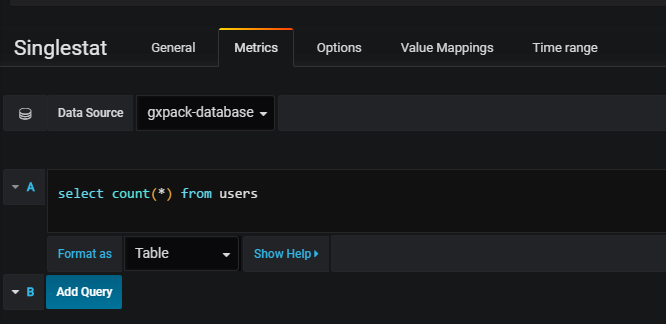 Singlestat General Metrics Options Value Mappings Time range
Data Source gxpack-database
A select count(*) from users
Format as Table Show Help
B Add Query